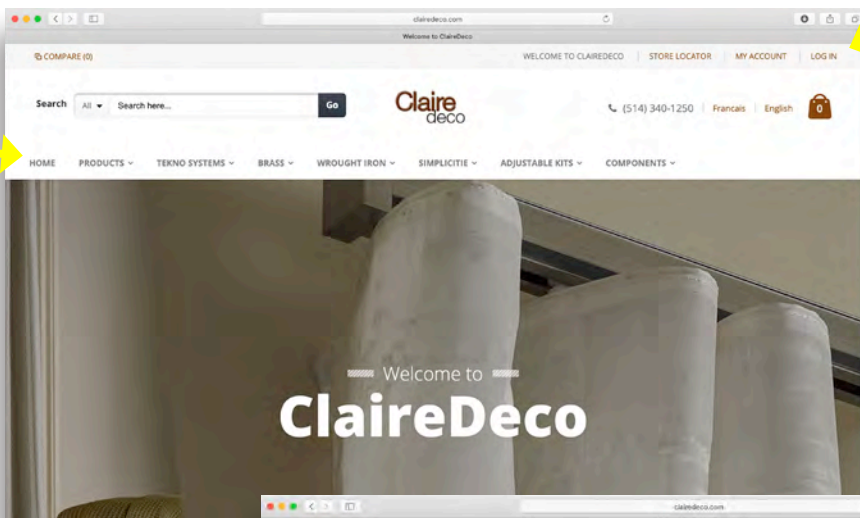 clairedeco.com
Welcome to ClaireDeco
COMPARE (0)
WELCOME TO CLAIREDECO
STORE LOCATOR
MY ACCOUNT
LOG IN
Search
All
Search here...
Go
Claire
deco
(514) 340-1250
Francais
English
0
HOME
PRODUCTS
TEKNO SYSTEMS
BRASS
WROUGHT IRON
SIMPLICITIE
ADJUSTABLE KITS
COMPONENTS
Welcome to
ClaireDeco
clairedeco.com